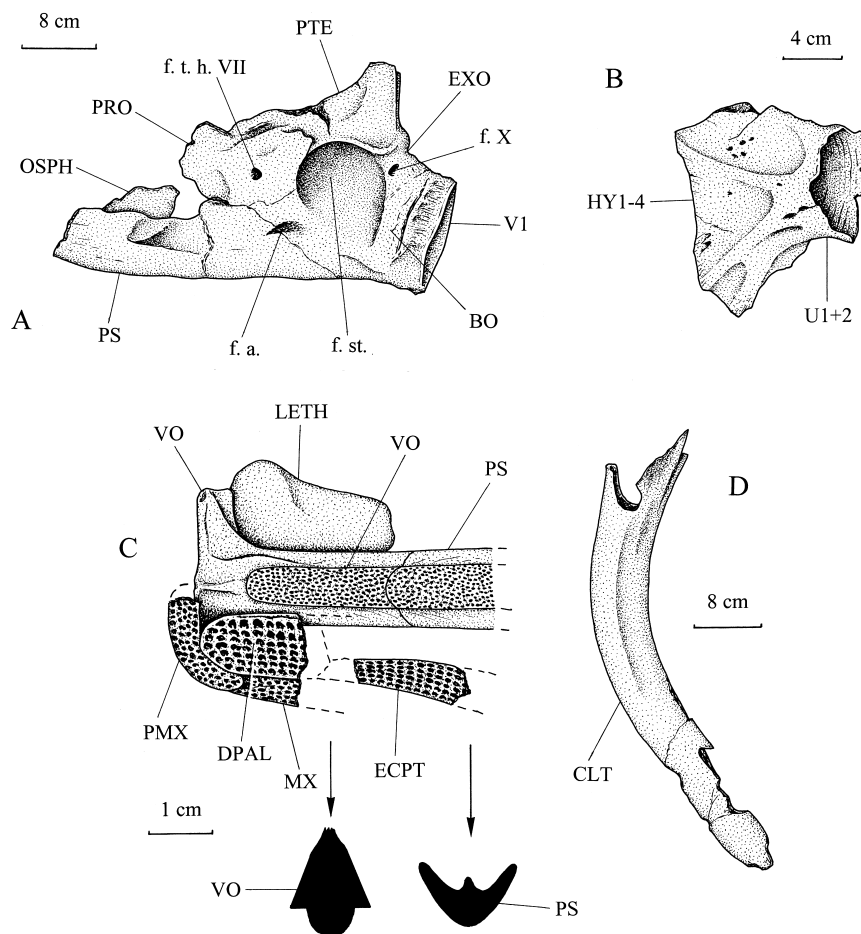 8 cm
PTE
f. t. h. VII
EXO
PRO
f. X
OSPH
V1
A
PS
f. a.
f. st.
BO
4 cm
B
HY1-4
U1+2
LETH
VO
VO
PS
C
D
8 cm
PMX
DPAL
MX
ECPT
CLT
1 cm
VO
PS